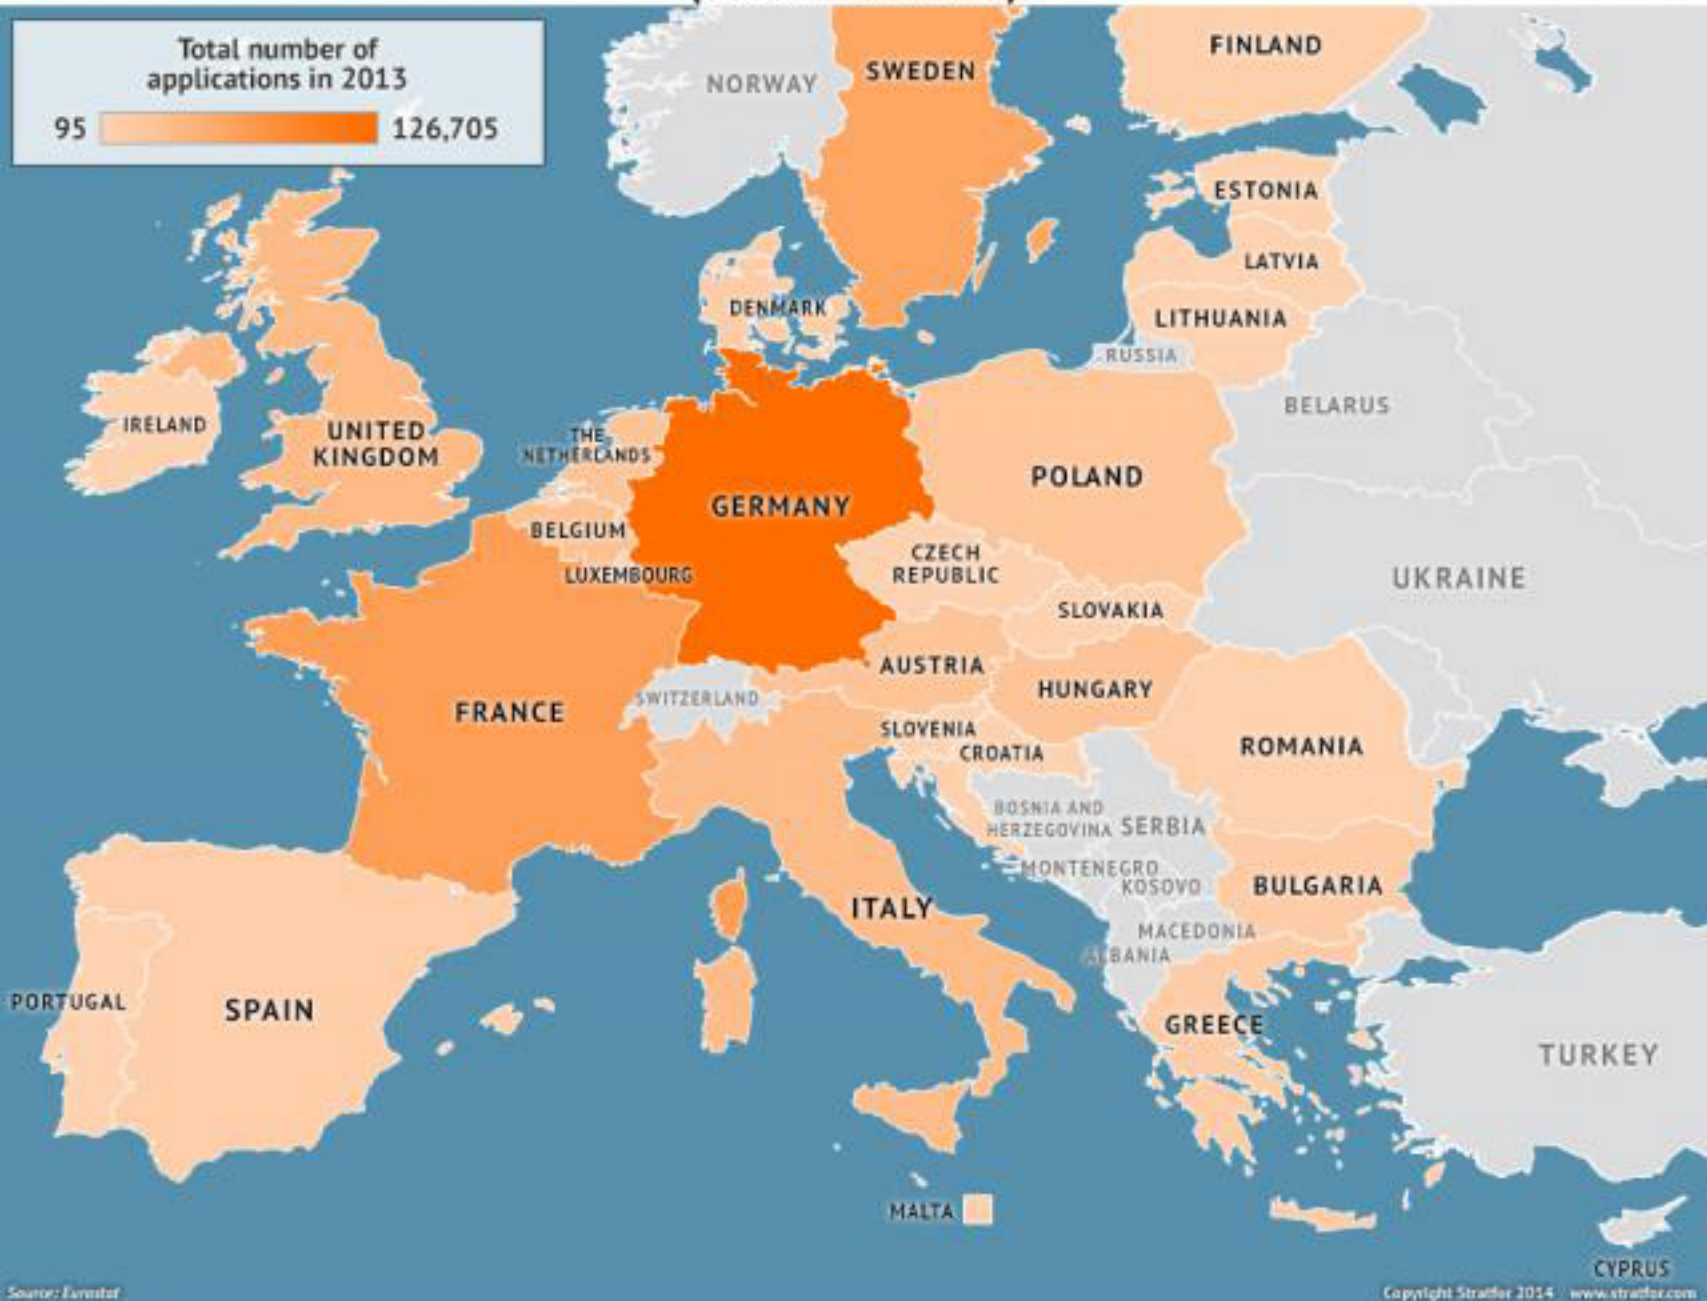 Total number of
applications in 2013
95
126,705
NORWAY
SWEDEN
FINLAND
ESTONIA
LATVIA
LITHUANIA
RUSSIA
DENMARK
BELARUS
IRELAND
UNITED
KINGDOM
THE
NETHERLANDS
GERMANY
POLAND
BELGIUM
LUXEMBOURG
CZECH
REPUBLIC
SLOVAKIA
UKRAINE
AUSTRIA
HUNGARY
SWITZERLAND
FRANCE
SLOVENIA
CROATIA
ROMANIA
BOSNIA AND
HERZEGOVINA
SERBIA
MONTENEGRO
KOSOVO
BULGARIA
ITALY
MACEDONIA
ALBANIA
PORTUGAL
SPAIN
GREECE
TURKEY
MALTA
CYPRUS
Source: Eurostat
Copyright Stratfor 2014 www.stratfor.com